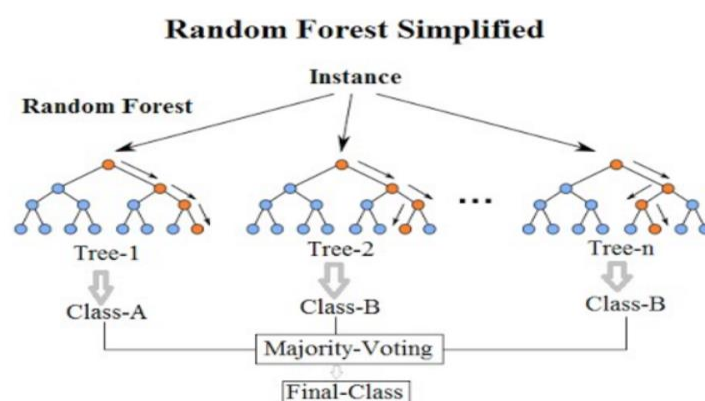 Random Forest Simplified
Instance
Random Forest
Tree-1
Tree-2
...
Tree-n
Class-A
Class-B
Class-B
Majority-Voting
Final-Class